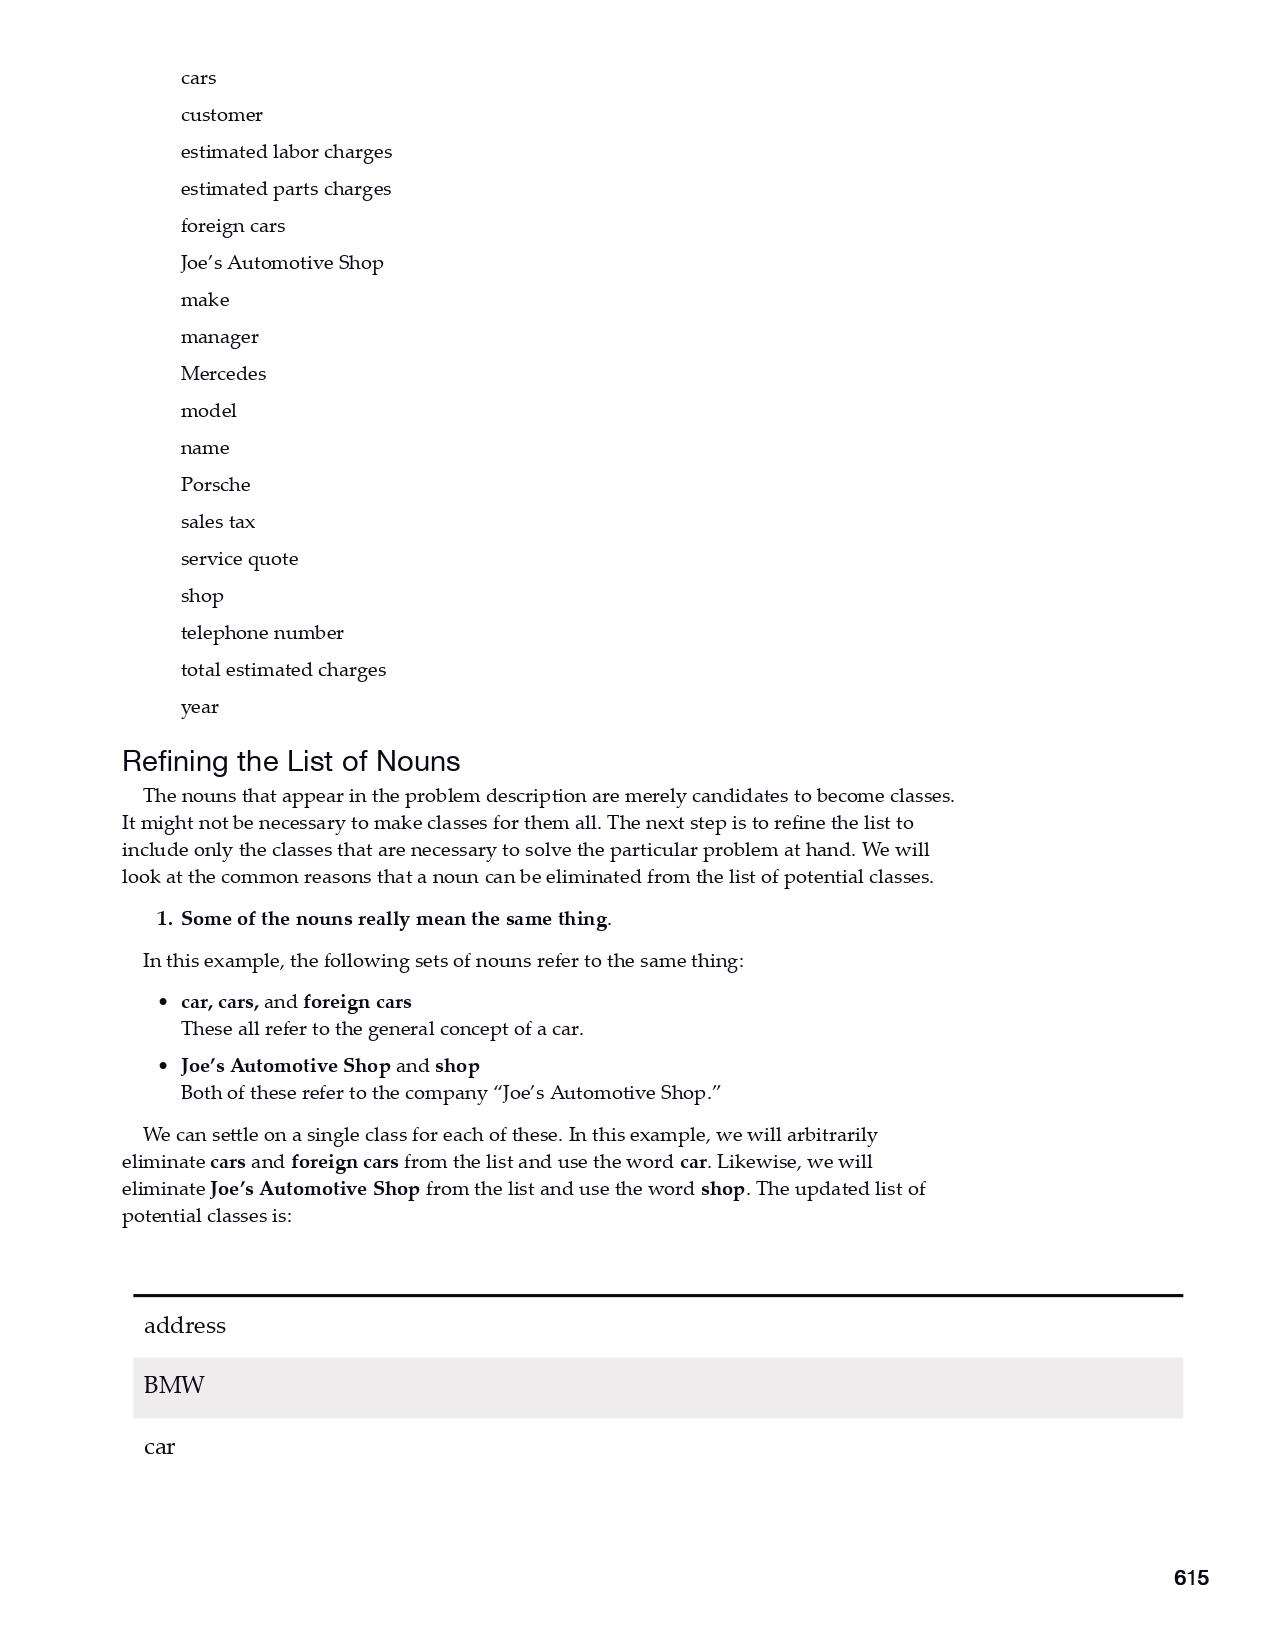 cars
customer
estimated labor charges
estimated parts charges
foreign cars
Joe’s Automotive Shop
make
manager
Mercedes
model
name
Porsche
sales tax
service quote
shop
telephone number
total estimated charges
year
Refining the List of Nouns
The nouns that appear in the problem description are merely candidates to become classes.
It might not be necessary to make classes for them all. The next step is to refine the list to
include only the classes that are necessary to solve the particular problem at hand. We will
look at the common reasons that a noun can be eliminated from the list of potential classes.
1. Some of the nouns really mean the same thing.
In this example, the following sets of nouns refer to the same thing:
• car, cars, and foreign cars
These all refer to the general concept of a car.
• Joe’s Automotive Shop and shop
Both of these refer to the company “Joe’s Automotive Shop.”
We can settle on a single class for each of these. In this example, we will arbitrarily
eliminate cars and foreign cars from the list and use the word car. Likewise, we will
eliminate Joe’s Automotive Shop from the list and use the word shop. The updated list of
potential classes is:
address
BMW
car
615